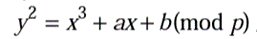 y² = x³ + ax + b(mod p)